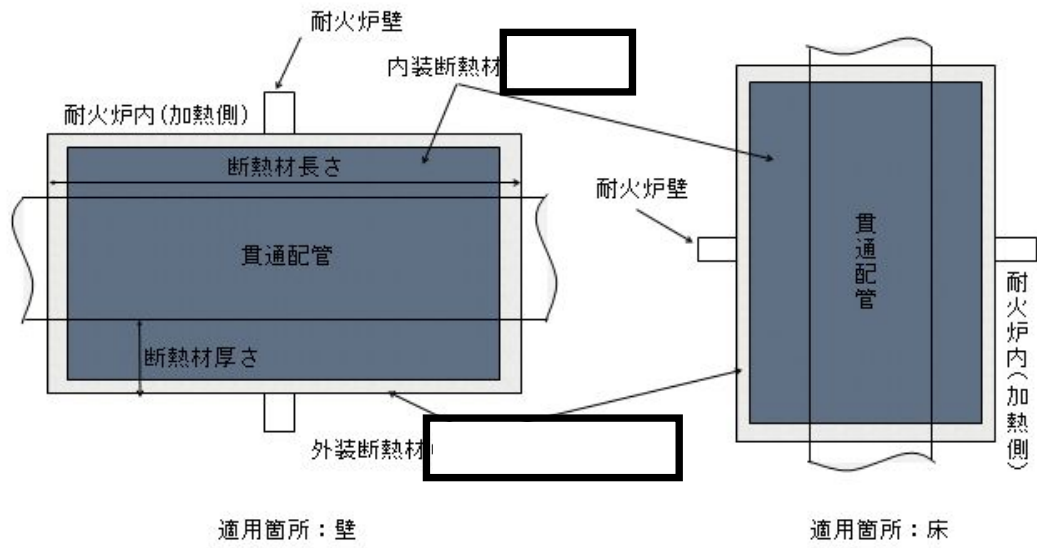 耐火炉壁
内装断熱材
耐火炉内(加熱側)
断熱材長さ
貫通配管
断熱材厚さ
外装断熱材(
適用箇所：壁
耐火炉壁
貫通配管
耐火炉内(加熱側)
適用箇所：床